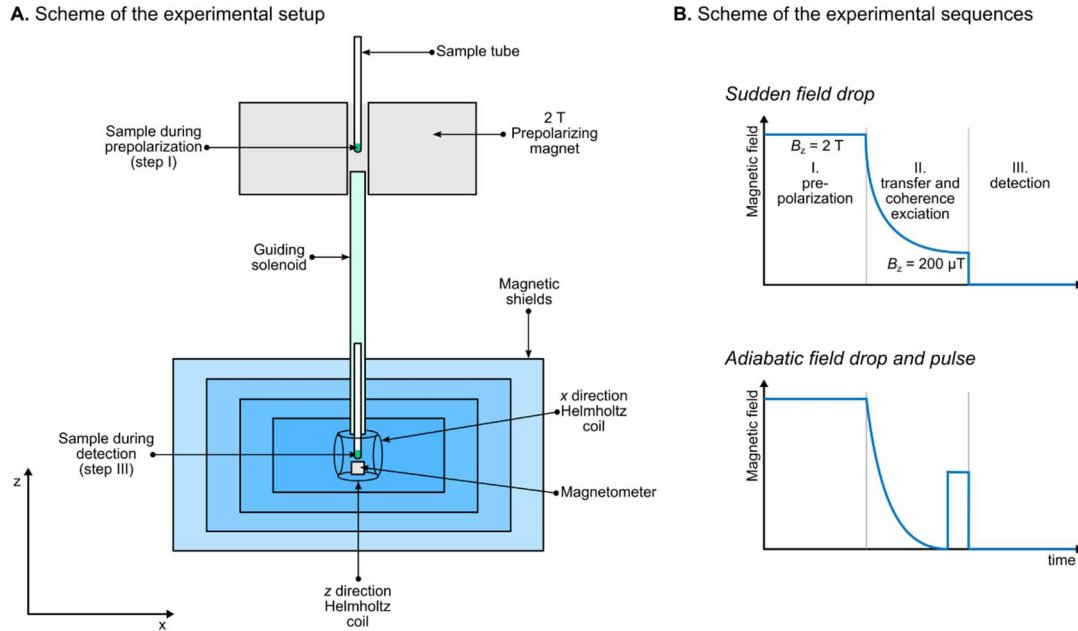 A. Scheme of the experimental setup
Sample tube
Sample during
prepolarization
(step I)
2 T
Prepolarizing
magnet
Guiding
solenoid
Magnetic
shields
x direction
Helmholtz
coil
Sample during
detection
(step III)
Magnetometer
z direction
Helmholtz
coil
z
x
B. Scheme of the experimental sequences
Sudden field drop
Magnetic field
Bz = 2 T
I.
pre-
polarization
II.
transfer and
coherence
exciation
III.
detection
Bz = 200 µT
Adiabatic field drop and pulse
Magnetic field
time